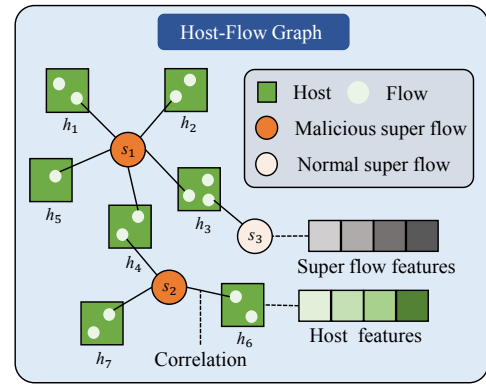 Host-Flow Graph
Host
Flow
Malicious super flow
Normal super flow
h1
h2
s1
h5
h3
h4
s3
Super flow features
s2
h7
h6
Host features
Correlation